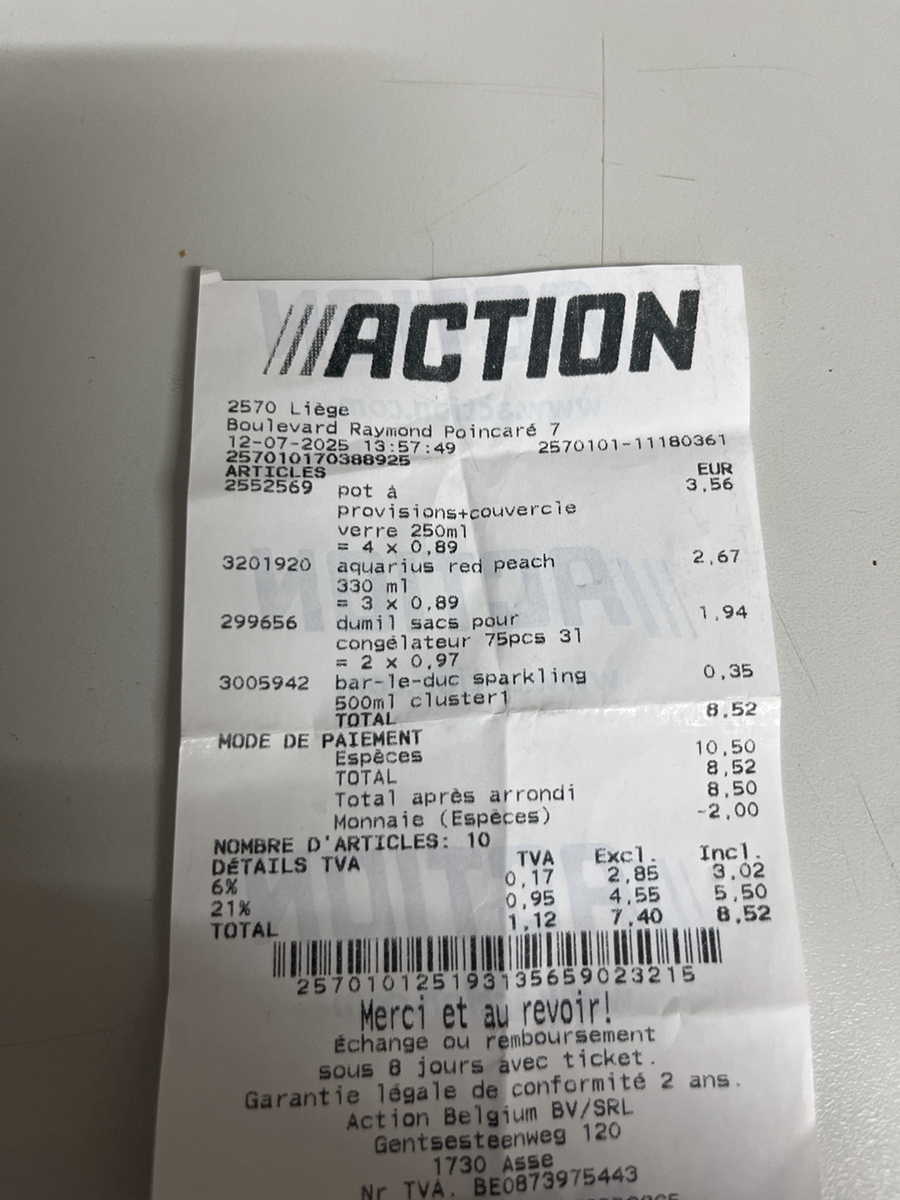 ///ACTION
2570 Liège
Boulevard Raymond Poincaré 7
12-07-2025 13:57:49 2570101-11180361
257010170388925
ARTICLES EUR
2552569 pot à 3,56
provisions+couvercle
verre 250ml
= 4 x 0,89
3201920 aquarius red peach 2,67
330 ml
= 3 x 0,89
299656 dumil sacs pour 1,94
congélateur 75pcs 3l
= 2 x 0,97
3005942 bar-le-duc sparkling 0,35
500ml cluster1
TOTAL 8,52
MODE DE PAIEMENT
Espèces 10,50
TOTAL 8,52
Total après arrondi 8,50
Monnaie (Espèces) -2,00
NOMBRE D'ARTICLES: 10
DÉTAILS TVA TVA Excl. Incl.
6% 0,17 2,85 3,02
21% 0,95 4,55 5,50
TOTAL 1,12 7,40 8,52
257010125193135659023215
Merci et au revoir!
Échange ou remboursement
sous 8 jours avec ticket.
Garantie légale de conformité 2 ans.
Action Belgium BV/SRL
Gentsesteenweg 120
1730 Asse
Nr TVA. BE0873975443